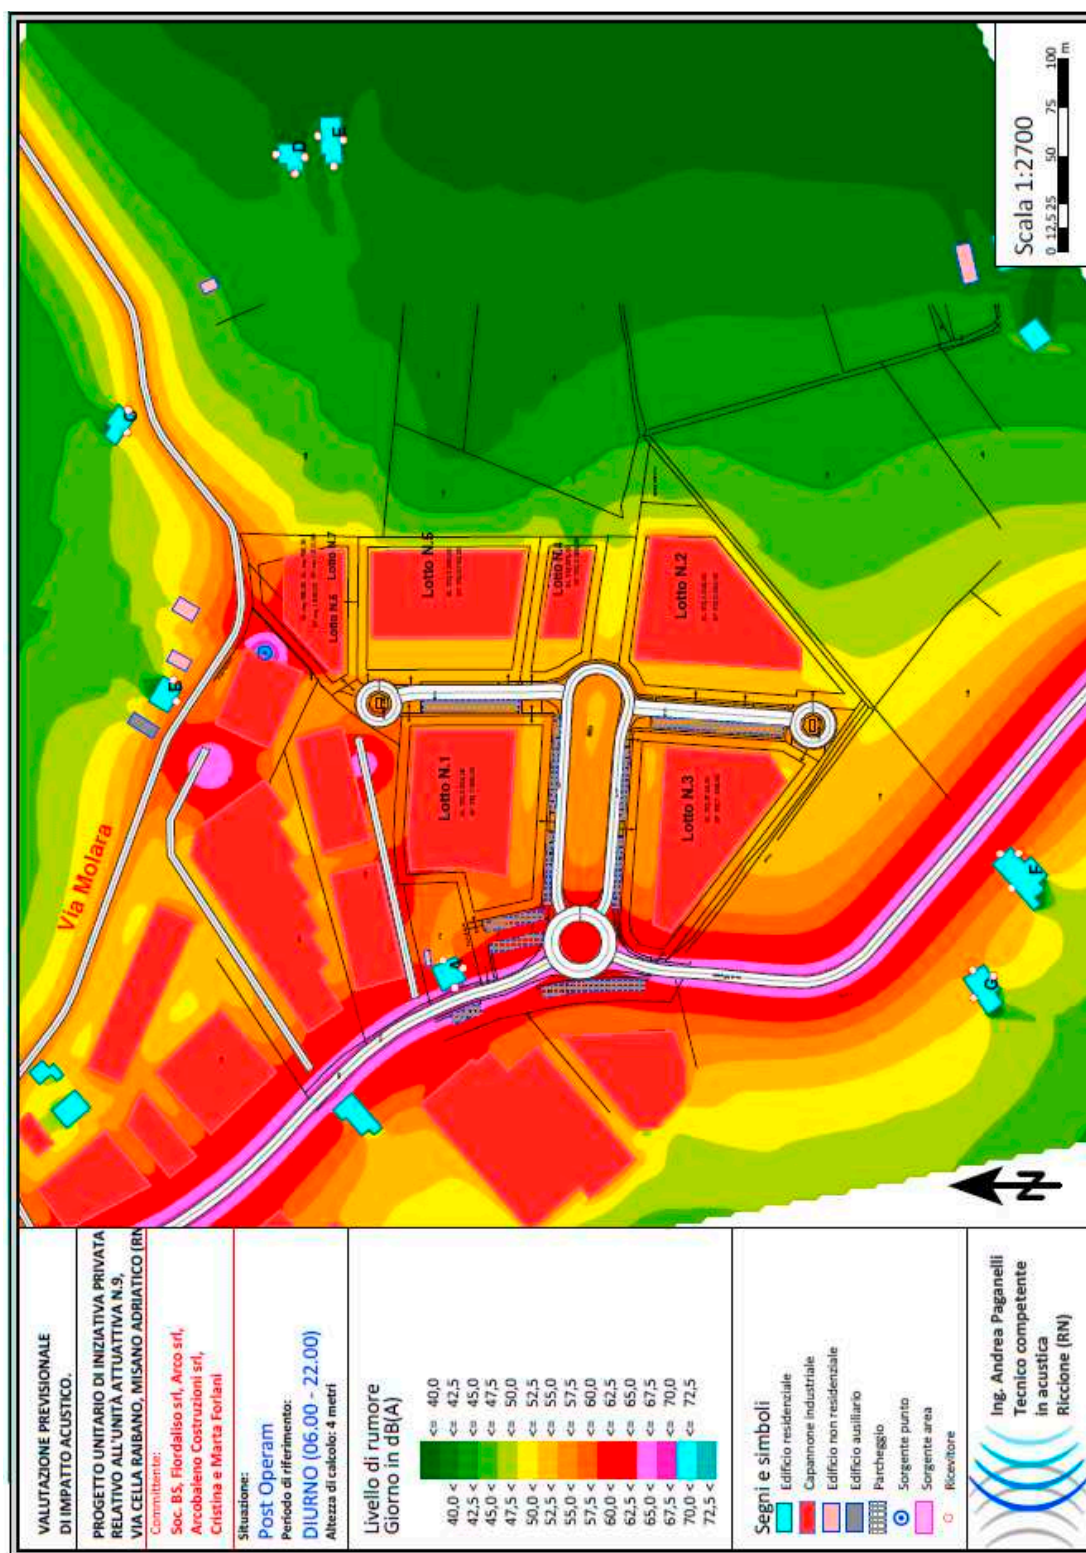 VALUTAZIONE PREVISIONALE
DI IMPATTO ACUSTICO.
PROGETTO UNITARIO DI INIZIATIVA PRIVATA
RELATIVO ALL'UNITÀ ATTUATTIVA N.9,
VIA CELLA RAIBANO, MISANO ADRIATICO (RN
Committente:
Soc. BS, Fiordaliso srl, Arco srl,
Arcobaleno Costruzioni srl,
Cristina e Marta Forlani
Situazione:
Post Operam
Periodo di riferimento:
DIURNO (06.00 - 22.00)
Altezza di calcolo: 4 metri
Livello di rumore
Giorno in dB(A)
<= 40,0
40,0 < <= 42,5
42,5 < <= 45,0
45,0 < <= 47,5
47,5 < <= 50,0
50,0 < <= 52,5
52,5 < <= 55,0
55,0 < <= 57,5
57,5 < <= 60,0
60,0 < <= 62,5
62,5 < <= 65,0
65,0 < <= 67,5
67,5 < <= 70,0
70,0 < <= 72,5
72,5 <
Segni e simboli
Edificio residenziale
Capannone industriale
Edificio non residenziale
Edificio ausiliario
Parcheggio
Sorgente punto
Sorgente area
Ricevitore
Ing. Andrea Paganelli
Tecnico competente
in acustica
Riccione (RN)
Via Molara
Lotto N.6
Lotto N.7
Lotto N.5
Lotto N.4
Lotto N.2
Lotto N.1
Lotto N.3
A
B
C
D
E
F
G
N
Scala 1:2700
0 12,5 25 50 75 100
m